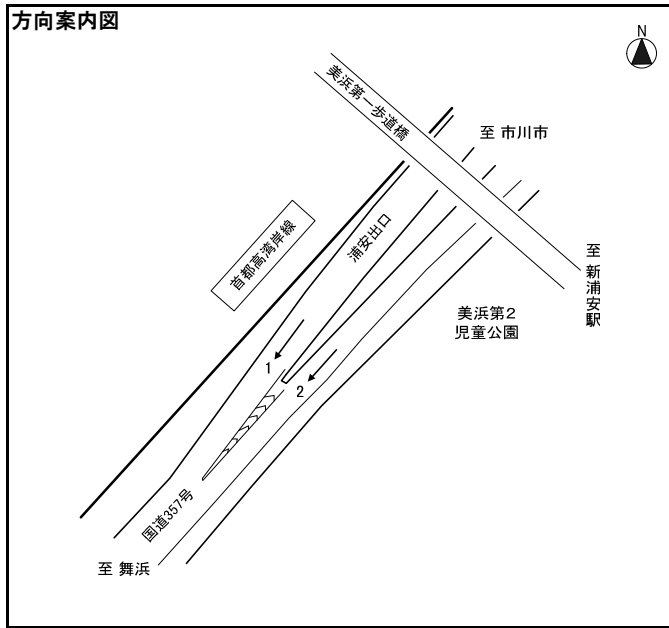 方向案内図
N
美浜第一歩道橋
至 市川市
首都高湾岸線
浦安出口
至 新浦安駅
美浜第2
児童公園
1
2
国道357号
至 舞浜